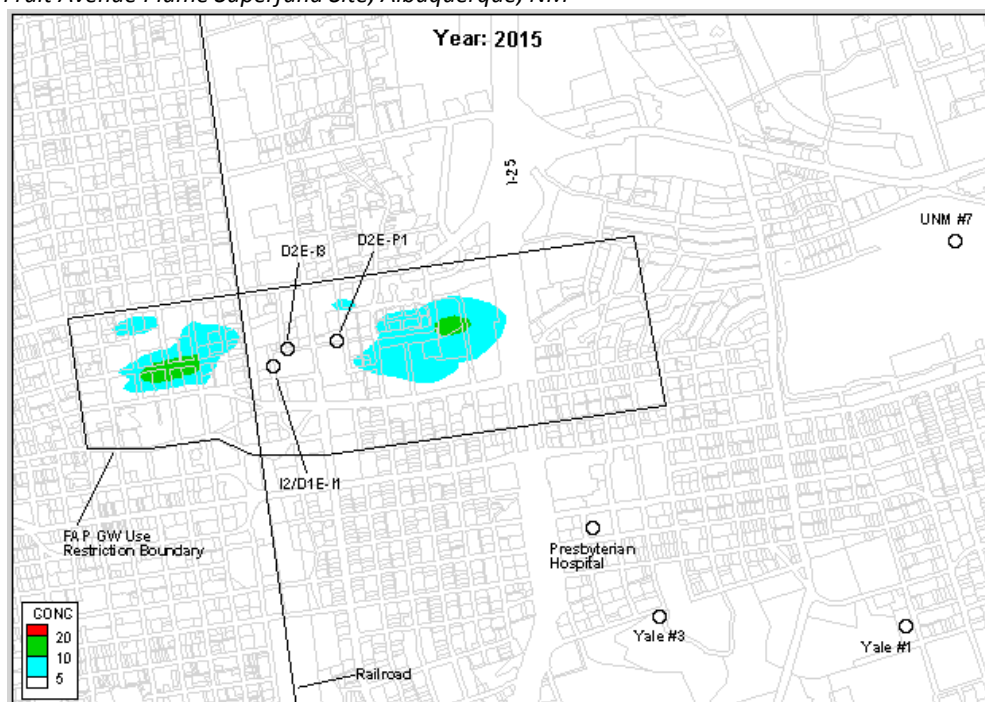 Fruit Avenue Plume Superfund Site, Albuquerque, NM
Year: 2015
I-25
UNM #7
D2E-P1
D2E-I3
I2/D1E-I1
FAP GW Use
Restriction Boundary
Presbyterian
Hospital
Yale #3
Yale #1
Railroad
CONC
20
10
5